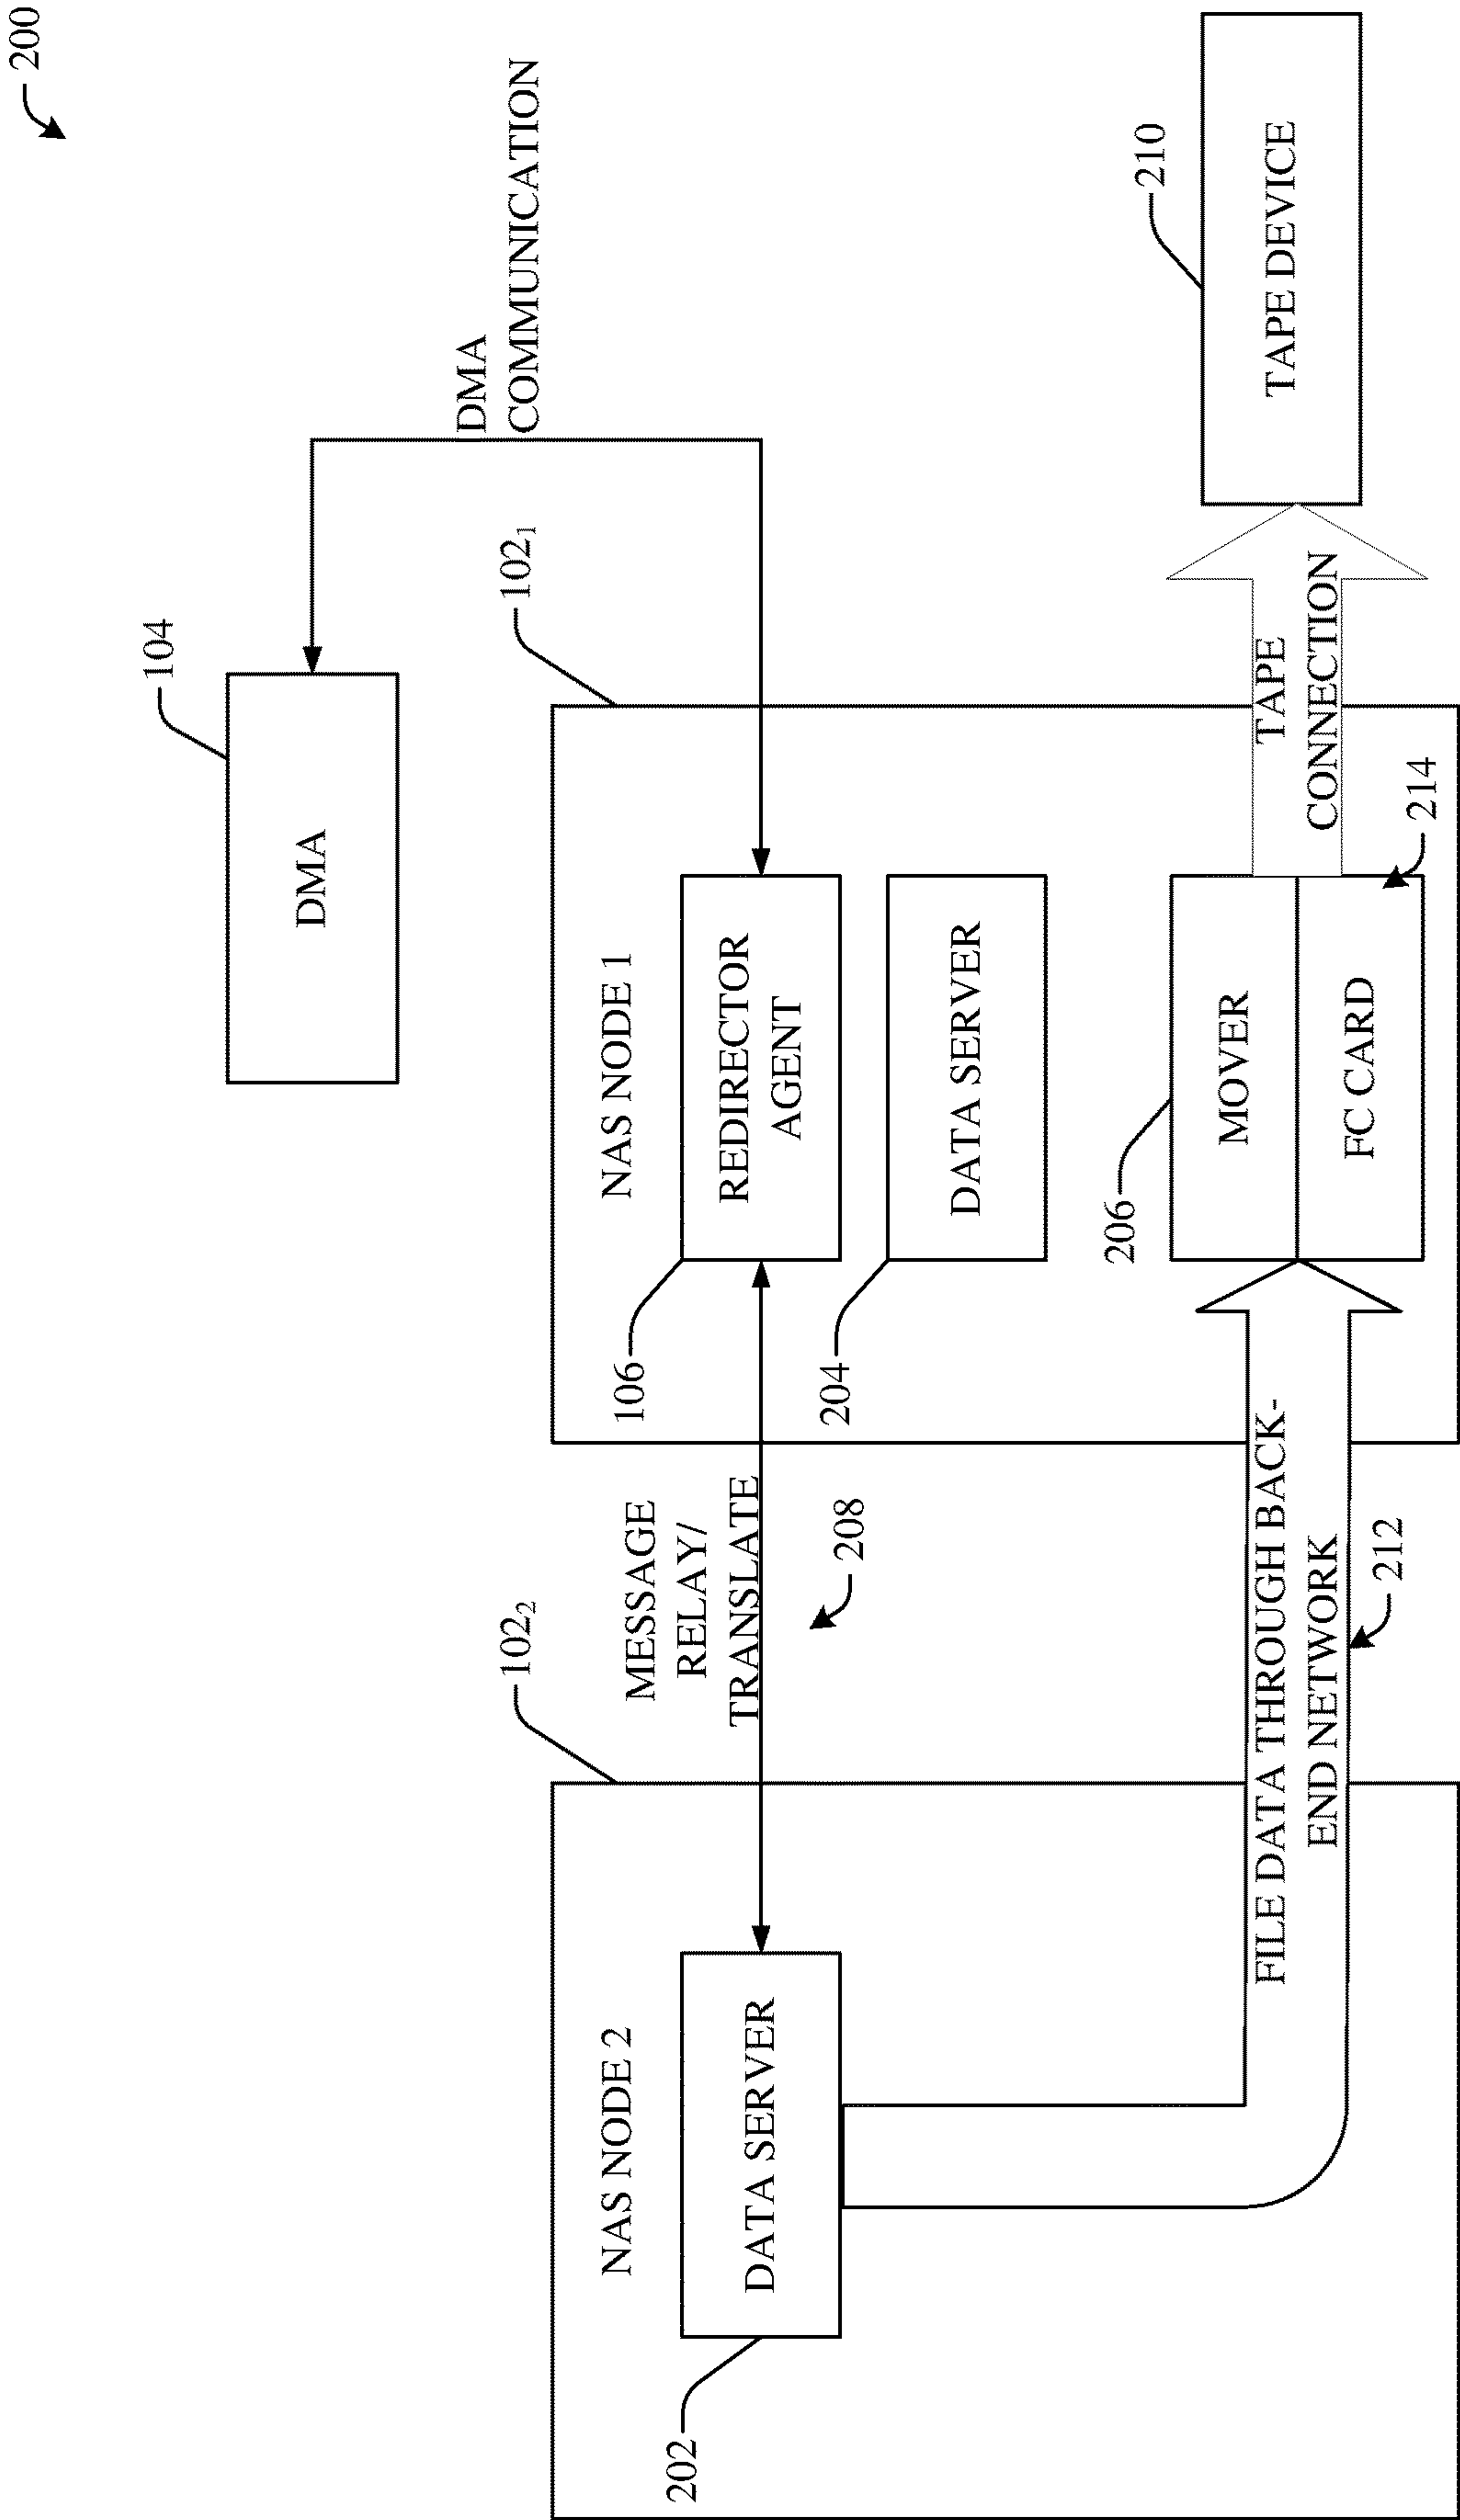 200
104
DMA
DMA
COMMUNICATION
102₂
102₁
NAS NODE 2
NAS NODE 1
MESSAGE
RELAY/
TRANSLATE
106
REDIRECTOR
AGENT
202
DATA SERVER
208
204
DATA SERVER
206
MOVER
FC CARD
214
210
TAPE DEVICE
TAPE
CONNECTION
FILE DATA THROUGH BACK-
END NETWORK
212